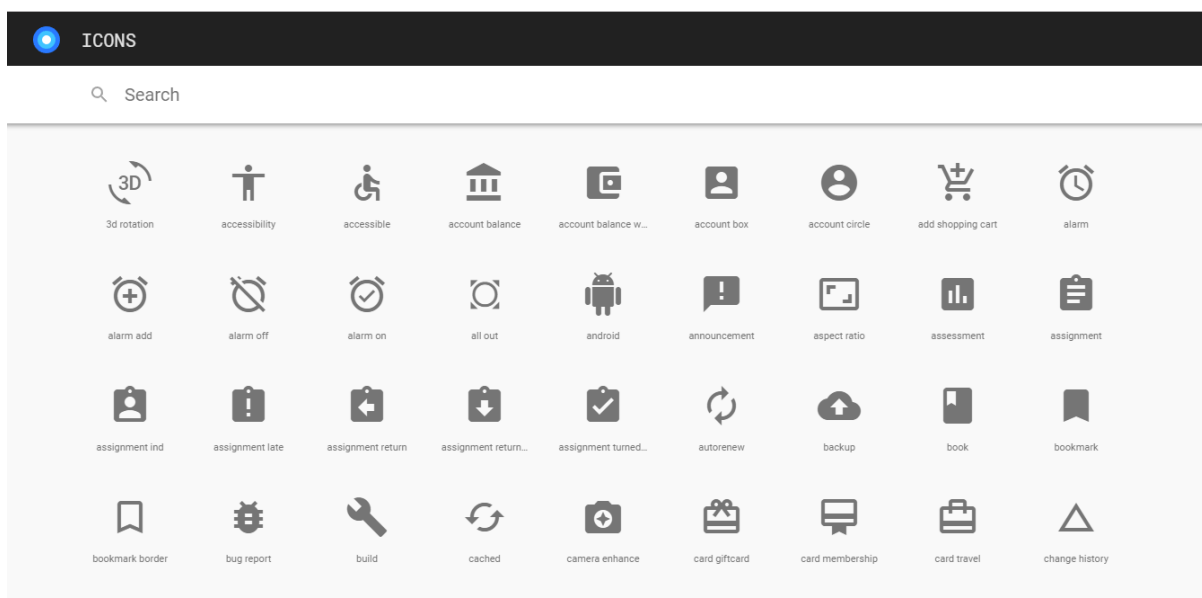 ICONS
Search
3D
3d rotation accessibility accessible account balance account balance w... account box account circle add shopping cart alarm
alarm add alarm off alarm on all out android announcement aspect ratio assessment assignment
assignment ind assignment late assignment return assignment return... assignment turned... autorenew backup book bookmark
bookmark border bug report build cached camera enhance card giftcard card membership card travel change history